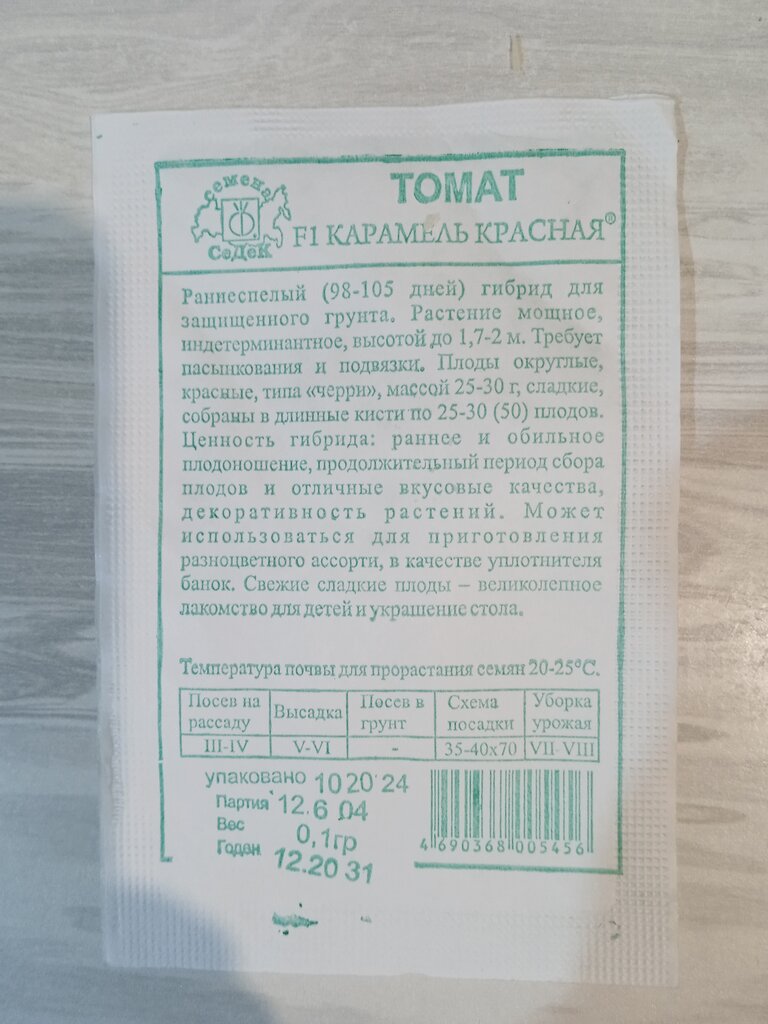 семена
СеДеК
ТОМАТ
F1 КАРАМЕЛЬ КРАСНАЯ®
Раннеспелый (98-105 дней) гибрид для
защищенного грунта. Растение мощное,
индетерминантное, высотой до 1,7-2 м. Требует
пасынкования и подвязки. Плоды округлые,
красные, типа «черри», массой 25-30 г, сладкие,
собраны в длинные кисти по 25-30 (50) плодов.
Ценность гибрида: раннее и обильное
плодоношение, продолжительный период сбора
плодов и отличные вкусовые качества,
декоративность растений. Может
использоваться для приготовления
разноцветного ассорти, в качестве уплотнителя
банок. Свежие сладкие плоды – великолепное
лакомство для детей и украшение стола.
Температура почвы для прорастания семян 20-25°С.
Посев на рассаду Высадка Посев в грунт Схема посадки Уборка урожая
III-IV V-VI - 35-40х70 VII-VIII
упаковано 10 20 24
Партия 12.6 04
Вес 0,1гр
Годен 12.20 31
4 690368 005456